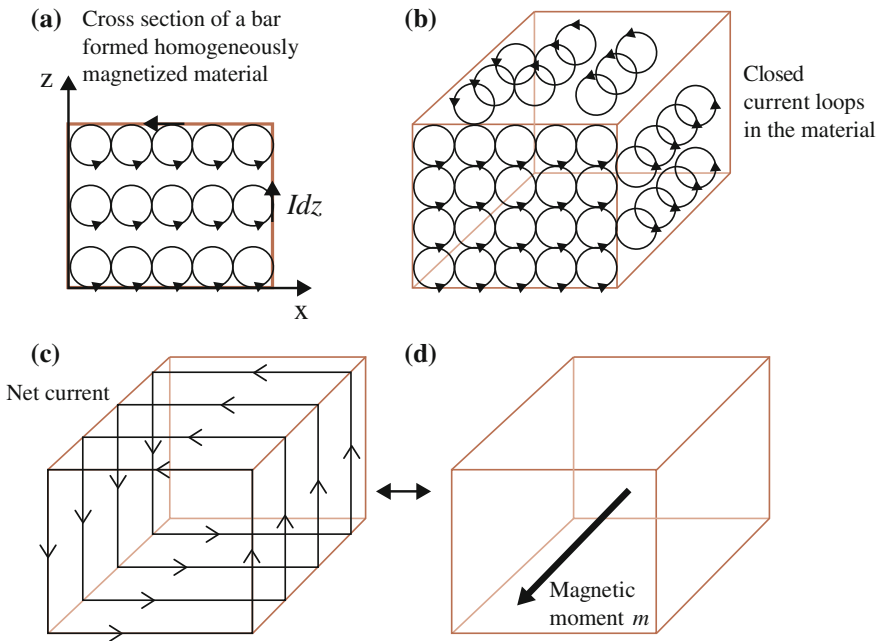 (a) Cross section of a bar
formed homogeneously
magnetized material
z
Idz
x
(b)
Closed
current loops
in the material
(c)
Net current
(d)
Magnetic
moment m